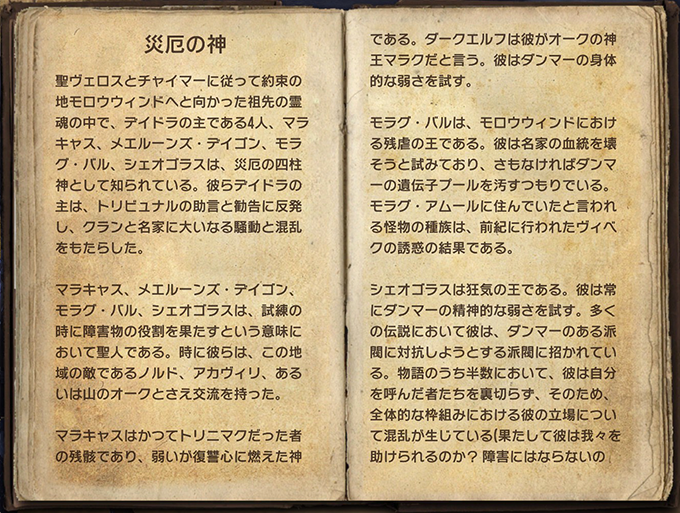 災厄の神
聖ヴェロスとチャイマーに従って約束の
地モロウウィンドへと向かった祖先の霊
魂の中で、デイドラの主である4人、マラ
キャス、メエルーンズ・デイゴン、モラ
グ・バル、シェオゴラスは、災厄の四柱
神として知られている。彼らデイドラの
主は、トリビュナルの助言と勧告に反発
し、クランと名家に大いなる騒動と混乱
をもたらした。
マラキャス、メエルーンズ・デイゴン、
モラグ・バル、シェオゴラスは、試練の
時に障害物の役割を果たすという意味に
おいて聖人である。時に彼らは、この地
域の敵であるノルド、アカヴィリ、ある
いは山のオークとさえ交流を持った。
マラキャスはかつてトリニマクだった者
の残骸であり、弱いが復讐心に燃えた神
である。ダークエルフは彼がオークの神
王マラクだと言う。彼はダンマーの身体
的な弱さを試す。
モラグ・バルは、モロウウィンドにおけ
る残虐の王である。彼は名家の血統を壊
そうと試みており、さもなければダンマ
ーの遺伝子プールを汚すつもりでいる。
モラグ・アムールに住んでいたと言われ
る怪物の種族は、前紀に行われたヴィベ
クの誘惑の結果である。
シェオゴラスは狂気の王である。彼は常
にダンマーの精神的な弱さを試す。多く
の伝説において彼は、ダンマーのある派
閥に対抗しようとする派閥に招かれてい
る。物語のうち半数において、彼は自分
を呼んだ者たちを裏切らず、そのため、
全体的な枠組みにおける彼の立場につい
て混乱が生じている(果たして彼は我々を
助けられるのか? 障害にはならないの